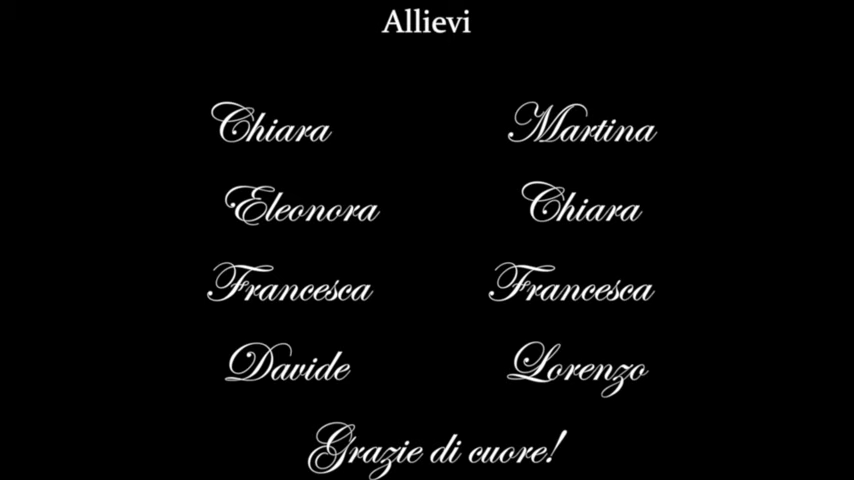 Allievi
Chiara Martina
Eleonora Chiara
Francesca Francesca
Davide Lorenzo
Grazie di cuore!